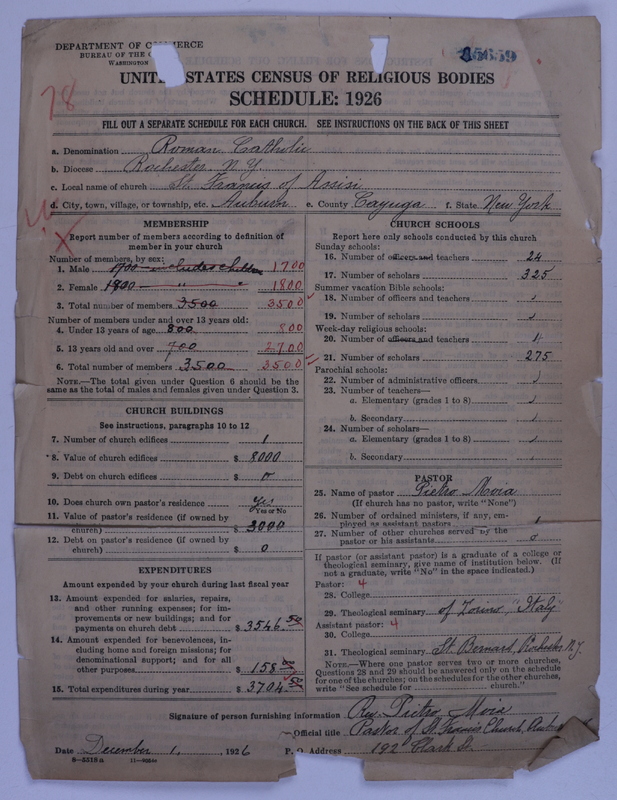 DEPARTMENT OF COMMERCE
BUREAU OF THE
WASHINGTON
35659
UNITED STATES CENSUS OF RELIGIOUS BODIES
SCHEDULE: 1926
78
FILL OUT A SEPARATE SCHEDULE FOR EACH CHURCH. SEE INSTRUCTIONS ON THE BACK OF THIS SHEET
a. Denomination Roman Catholic
b. Diocese Rochester N.Y.
c. Local name of church St. Francis of Assisi
d. City, town, village, or township, etc. Auburn e. County Cayuga f. State New York
MEMBERSHIP
Report number of members according to definition of
member in your church
Number of members, by sex:
1. Male 1700 includes children 1700
2. Female 1800 " " 1800
3. Total number of members 3500 3500
Number of members under and over 13 years old:
4. Under 13 years of age 800 800
5. 13 years old and over 700 2700
6. Total number of members 3500 3500
NOTE.—The total given under Question 6 should be the
same as the total of males and females given under Question 3.
CHURCH BUILDINGS
See instructions, paragraphs 10 to 12
7. Number of church edifices 1
8. Value of church edifices $ 8000
9. Debt on church edifices $ 0
10. Does church own pastor's residence Yes
Yes or No
11. Value of pastor's residence (if owned by
church) $ 3000
12. Debt on pastor's residence (if owned by
church) $ 0
EXPENDITURES
Amount expended by your church during last fiscal year
13. Amount expended for salaries, repairs,
and other running expenses; for im-
provements or new buildings; and for
payments on church debt $ 3546.50
14. Amount expended for benevolences, in-
cluding home and foreign missions; for
denominational support; and for all
other purposes $ 158.00
15. Total expenditures during year $ 3704.50
CHURCH SCHOOLS
Report here only schools conducted by this church
Sunday schools:
16. Number of officers and teachers 24
17. Number of scholars 325
Summer vacation Bible schools:
18. Number of officers and teachers
19. Number of scholars
Week-day religious schools:
20. Number of officers and teachers
21. Number of scholars 275
Parochial schools:
22. Number of administrative officers
23. Number of teachers—
a. Elementary (grades 1 to 8)
b. Secondary
24. Number of scholars—
a. Elementary (grades 1 to 8)
b. Secondary
PASTOR
25. Name of pastor Pietro Moia
(If church has no pastor, write "None")
26. Number of ordained ministers, if any, em-
ployed as assistant pastors 1
27. Number of other churches served by the
pastor or his assistants 0
If pastor (or assistant pastor) is a graduate of a college or
theological seminary, give name of institution below. (If
not a graduate, write "No" in the space indicated.)
Pastor: 4
28. College
29. Theological seminary of Torino, Italy
Assistant pastor: 4
30. College
31. Theological seminary St. Bernard, Rochester N.Y.
NOTE.—Where one pastor serves two or more churches,
Questions 28 and 29 should be answered only on the schedule
for one of the churches; on the schedules for the other churches,
write "See schedule for church."
Signature of person furnishing information Rev. Pietro Moia
Official title Pastor of St. Francis Church, Auburn
Date December 1, 1926 P. O. Address 192 Clark St.
8—5518a 11—9054a